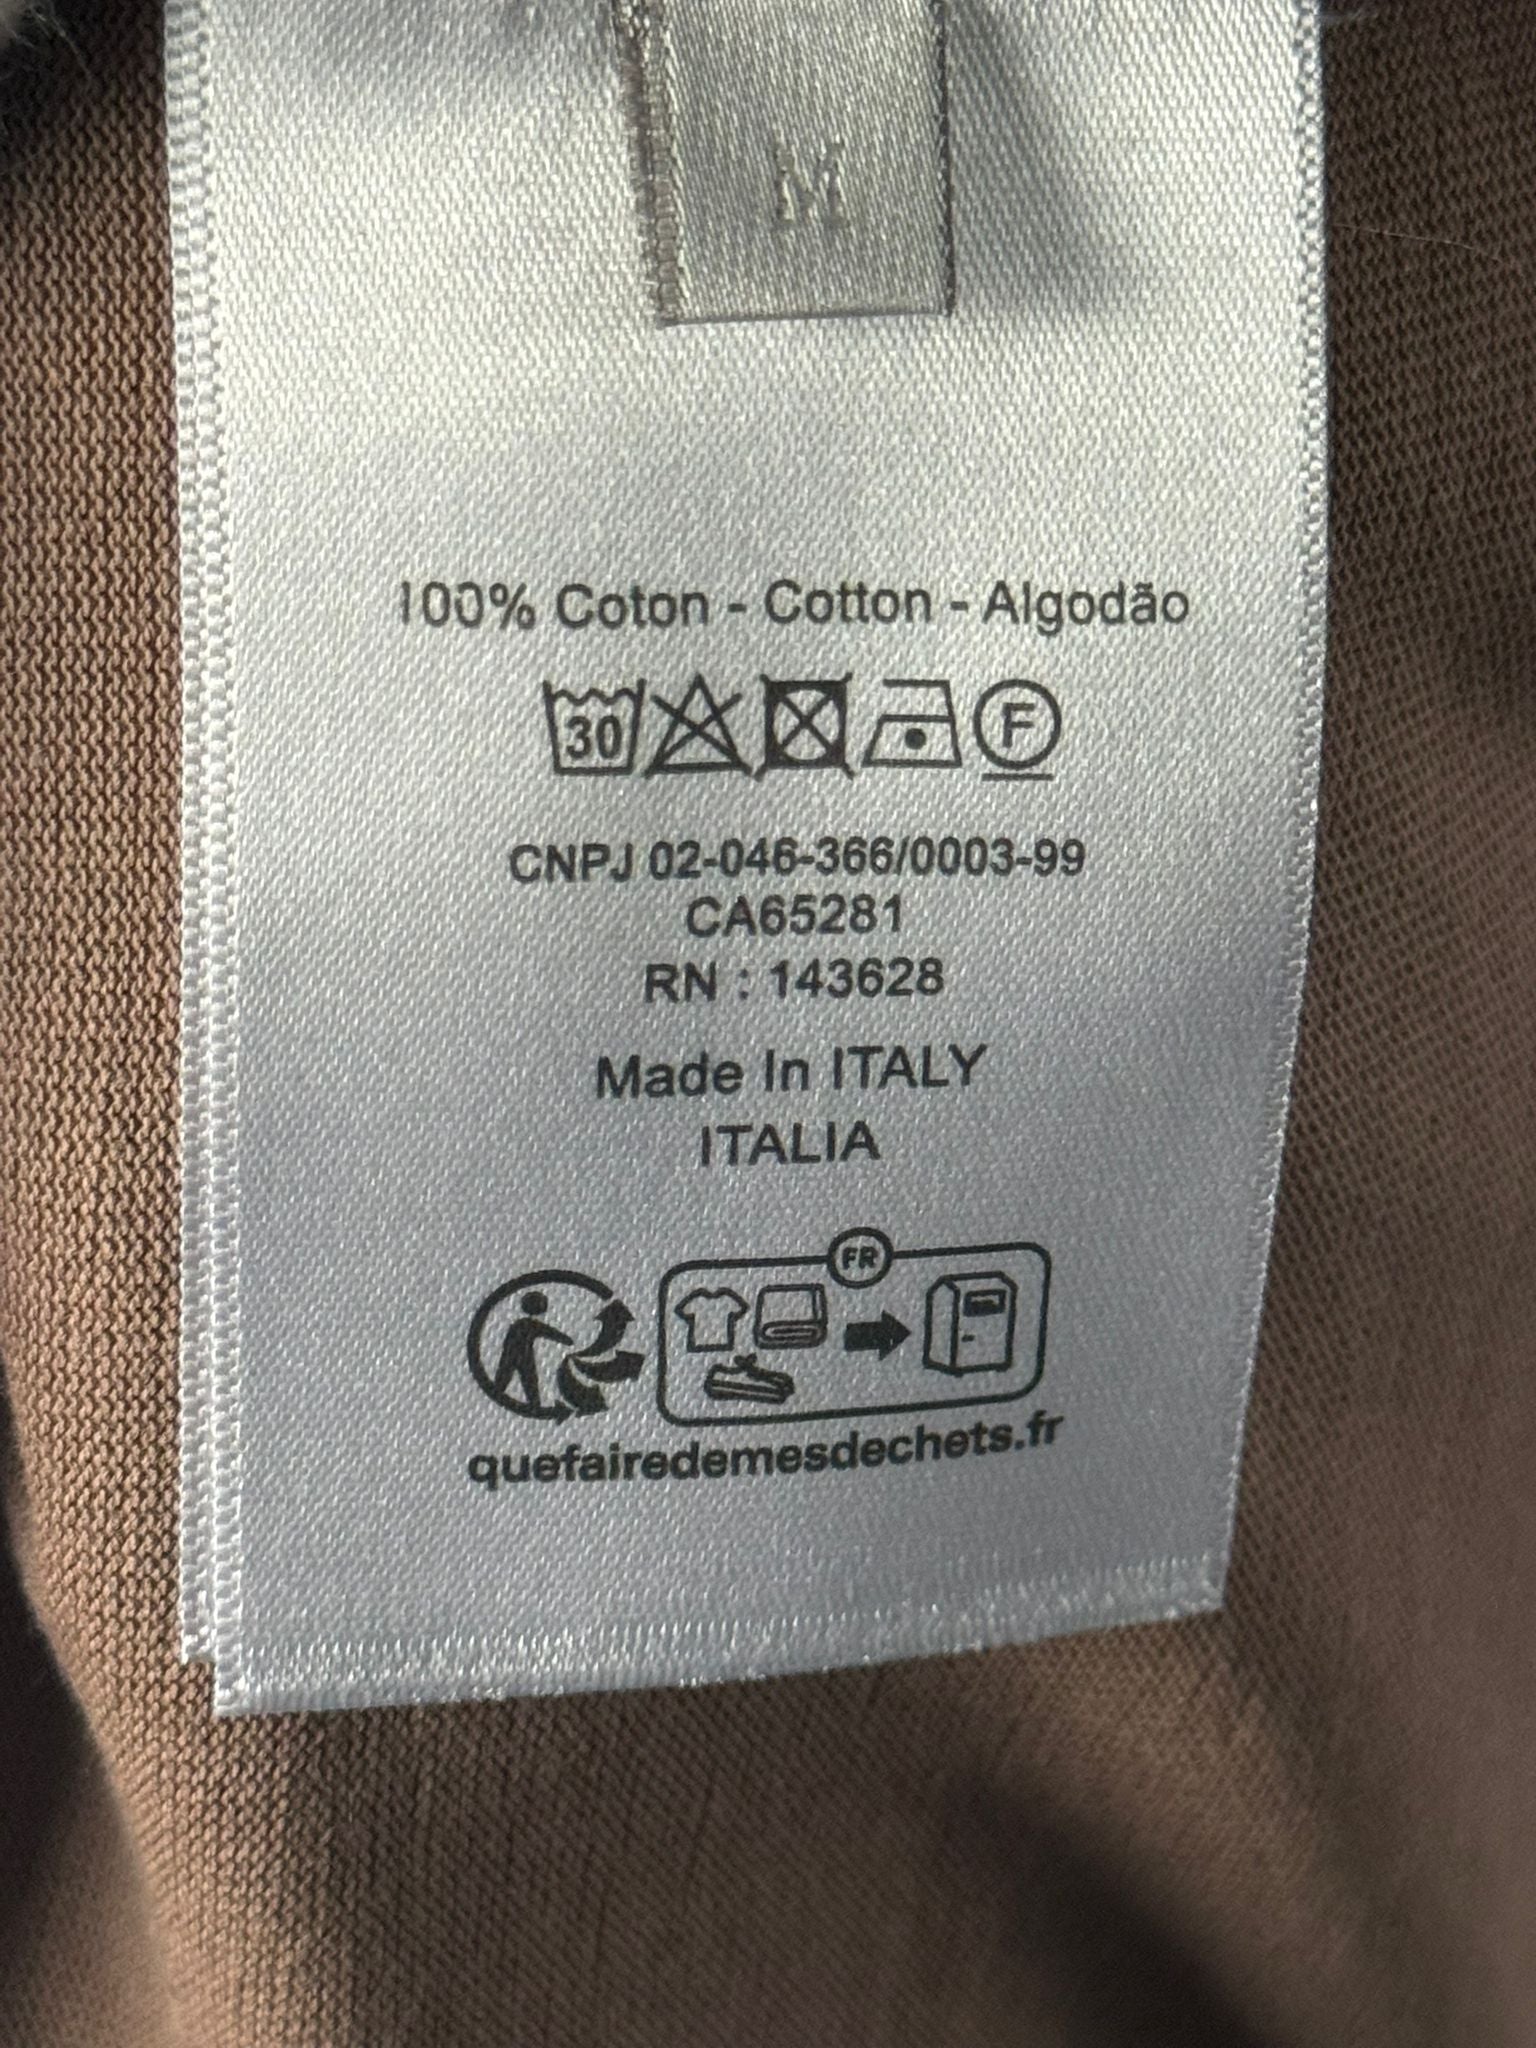 M
100% Coton - Cotton - Algodão
30 F
CNPJ 02-046-366/0003-99
CA65281
RN : 143628
Made In ITALY
ITALIA
FR
quefairedemesdechets.fr